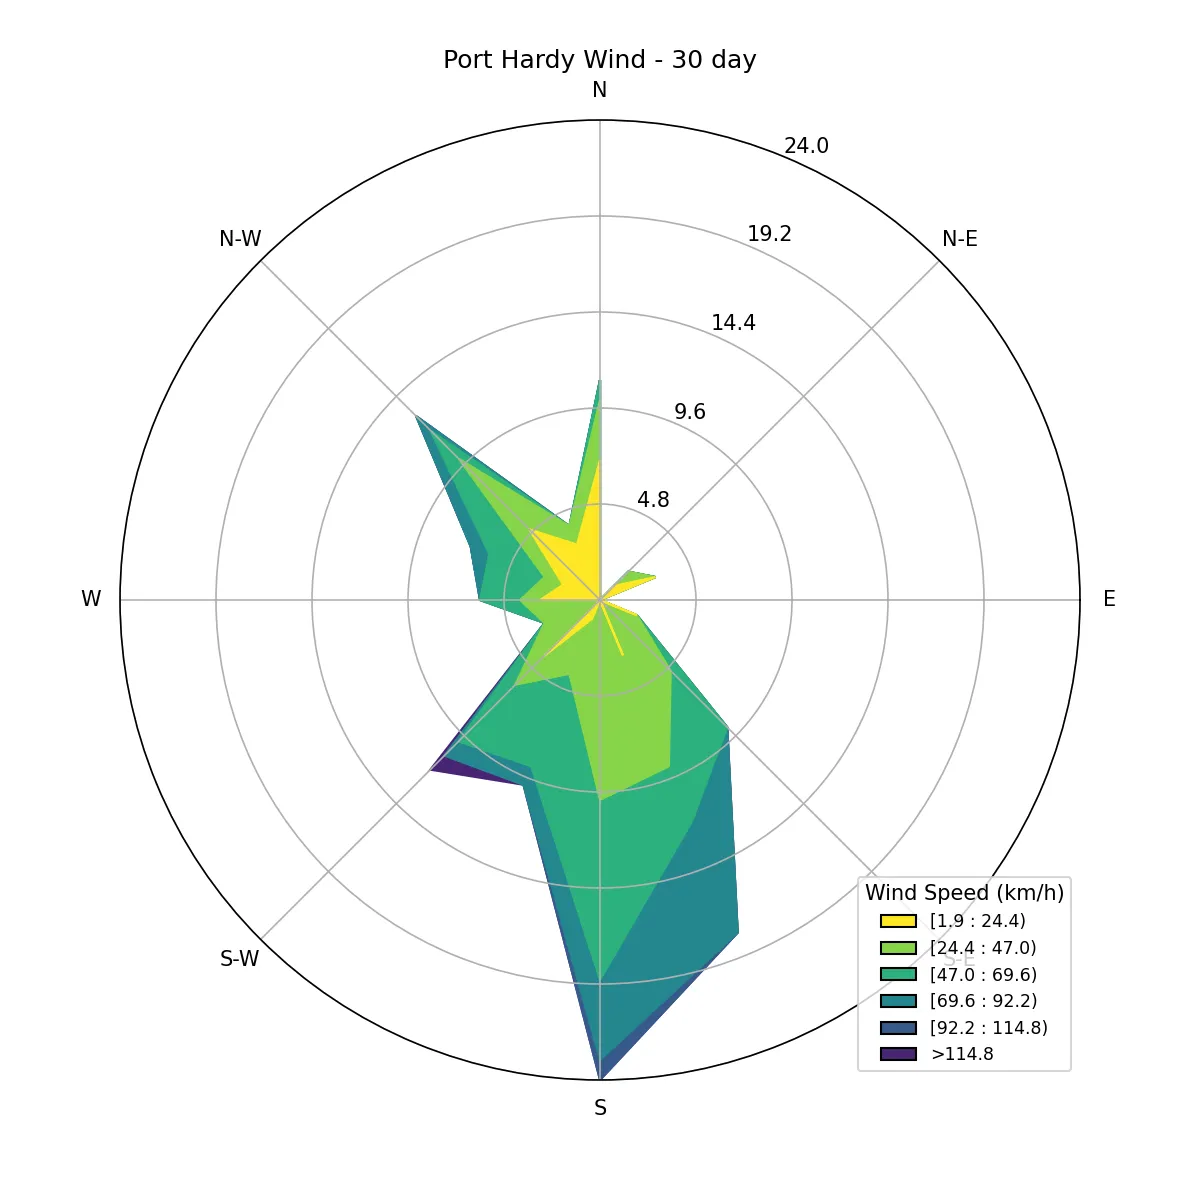 Port Hardy Wind - 30 day
N
24.0
19.2
N-W
N-E
14.4
9.6
4.8
W
E
Wind Speed (km/h)
[1.9 : 24.4)
[24.4 : 47.0)
S-W
S-E
[47.0 : 69.6)
[69.6 : 92.2)
[92.2 : 114.8)
>114.8
S